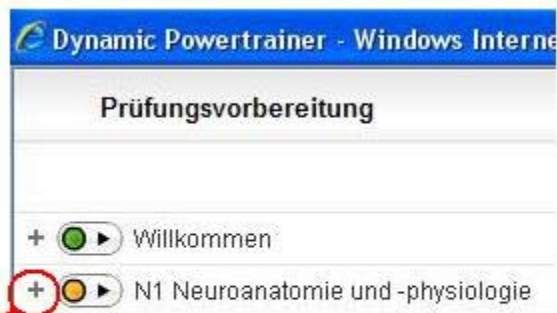 Dynamic Powertrainer - Windows Interne
Prüfungsvorbereitung
Willkommen
N1 Neuroanatomie und -physiologie